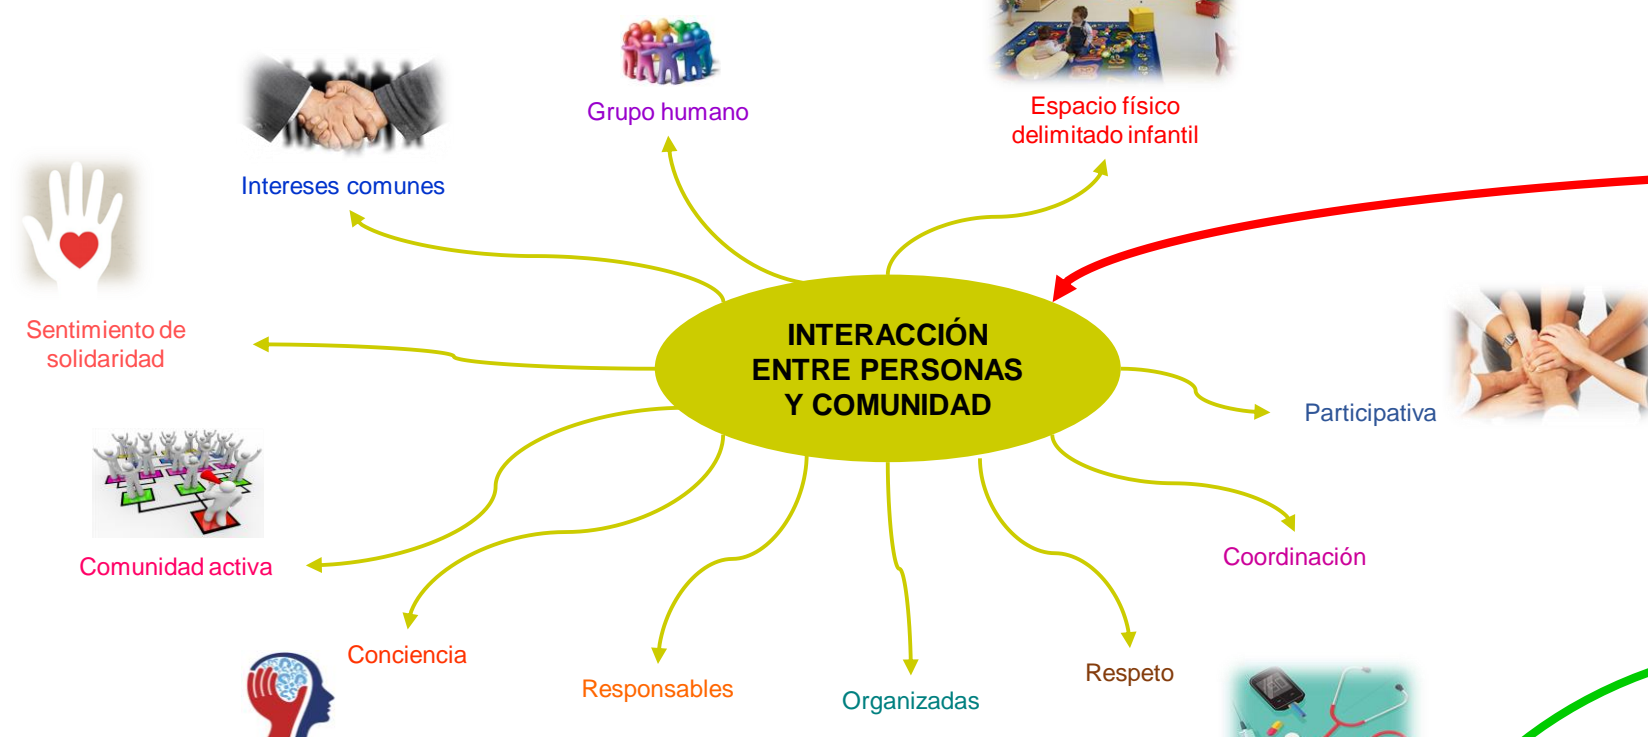 Grupo humano
Espacio físico
delimitado infantil
Intereses comunes
Sentimiento de
solidaridad
INTERACCIÓN
ENTRE PERSONAS
Y COMUNIDAD
Participativa
Comunidad activa
Coordinación
Conciencia
Responsables
Organizadas
Respeto